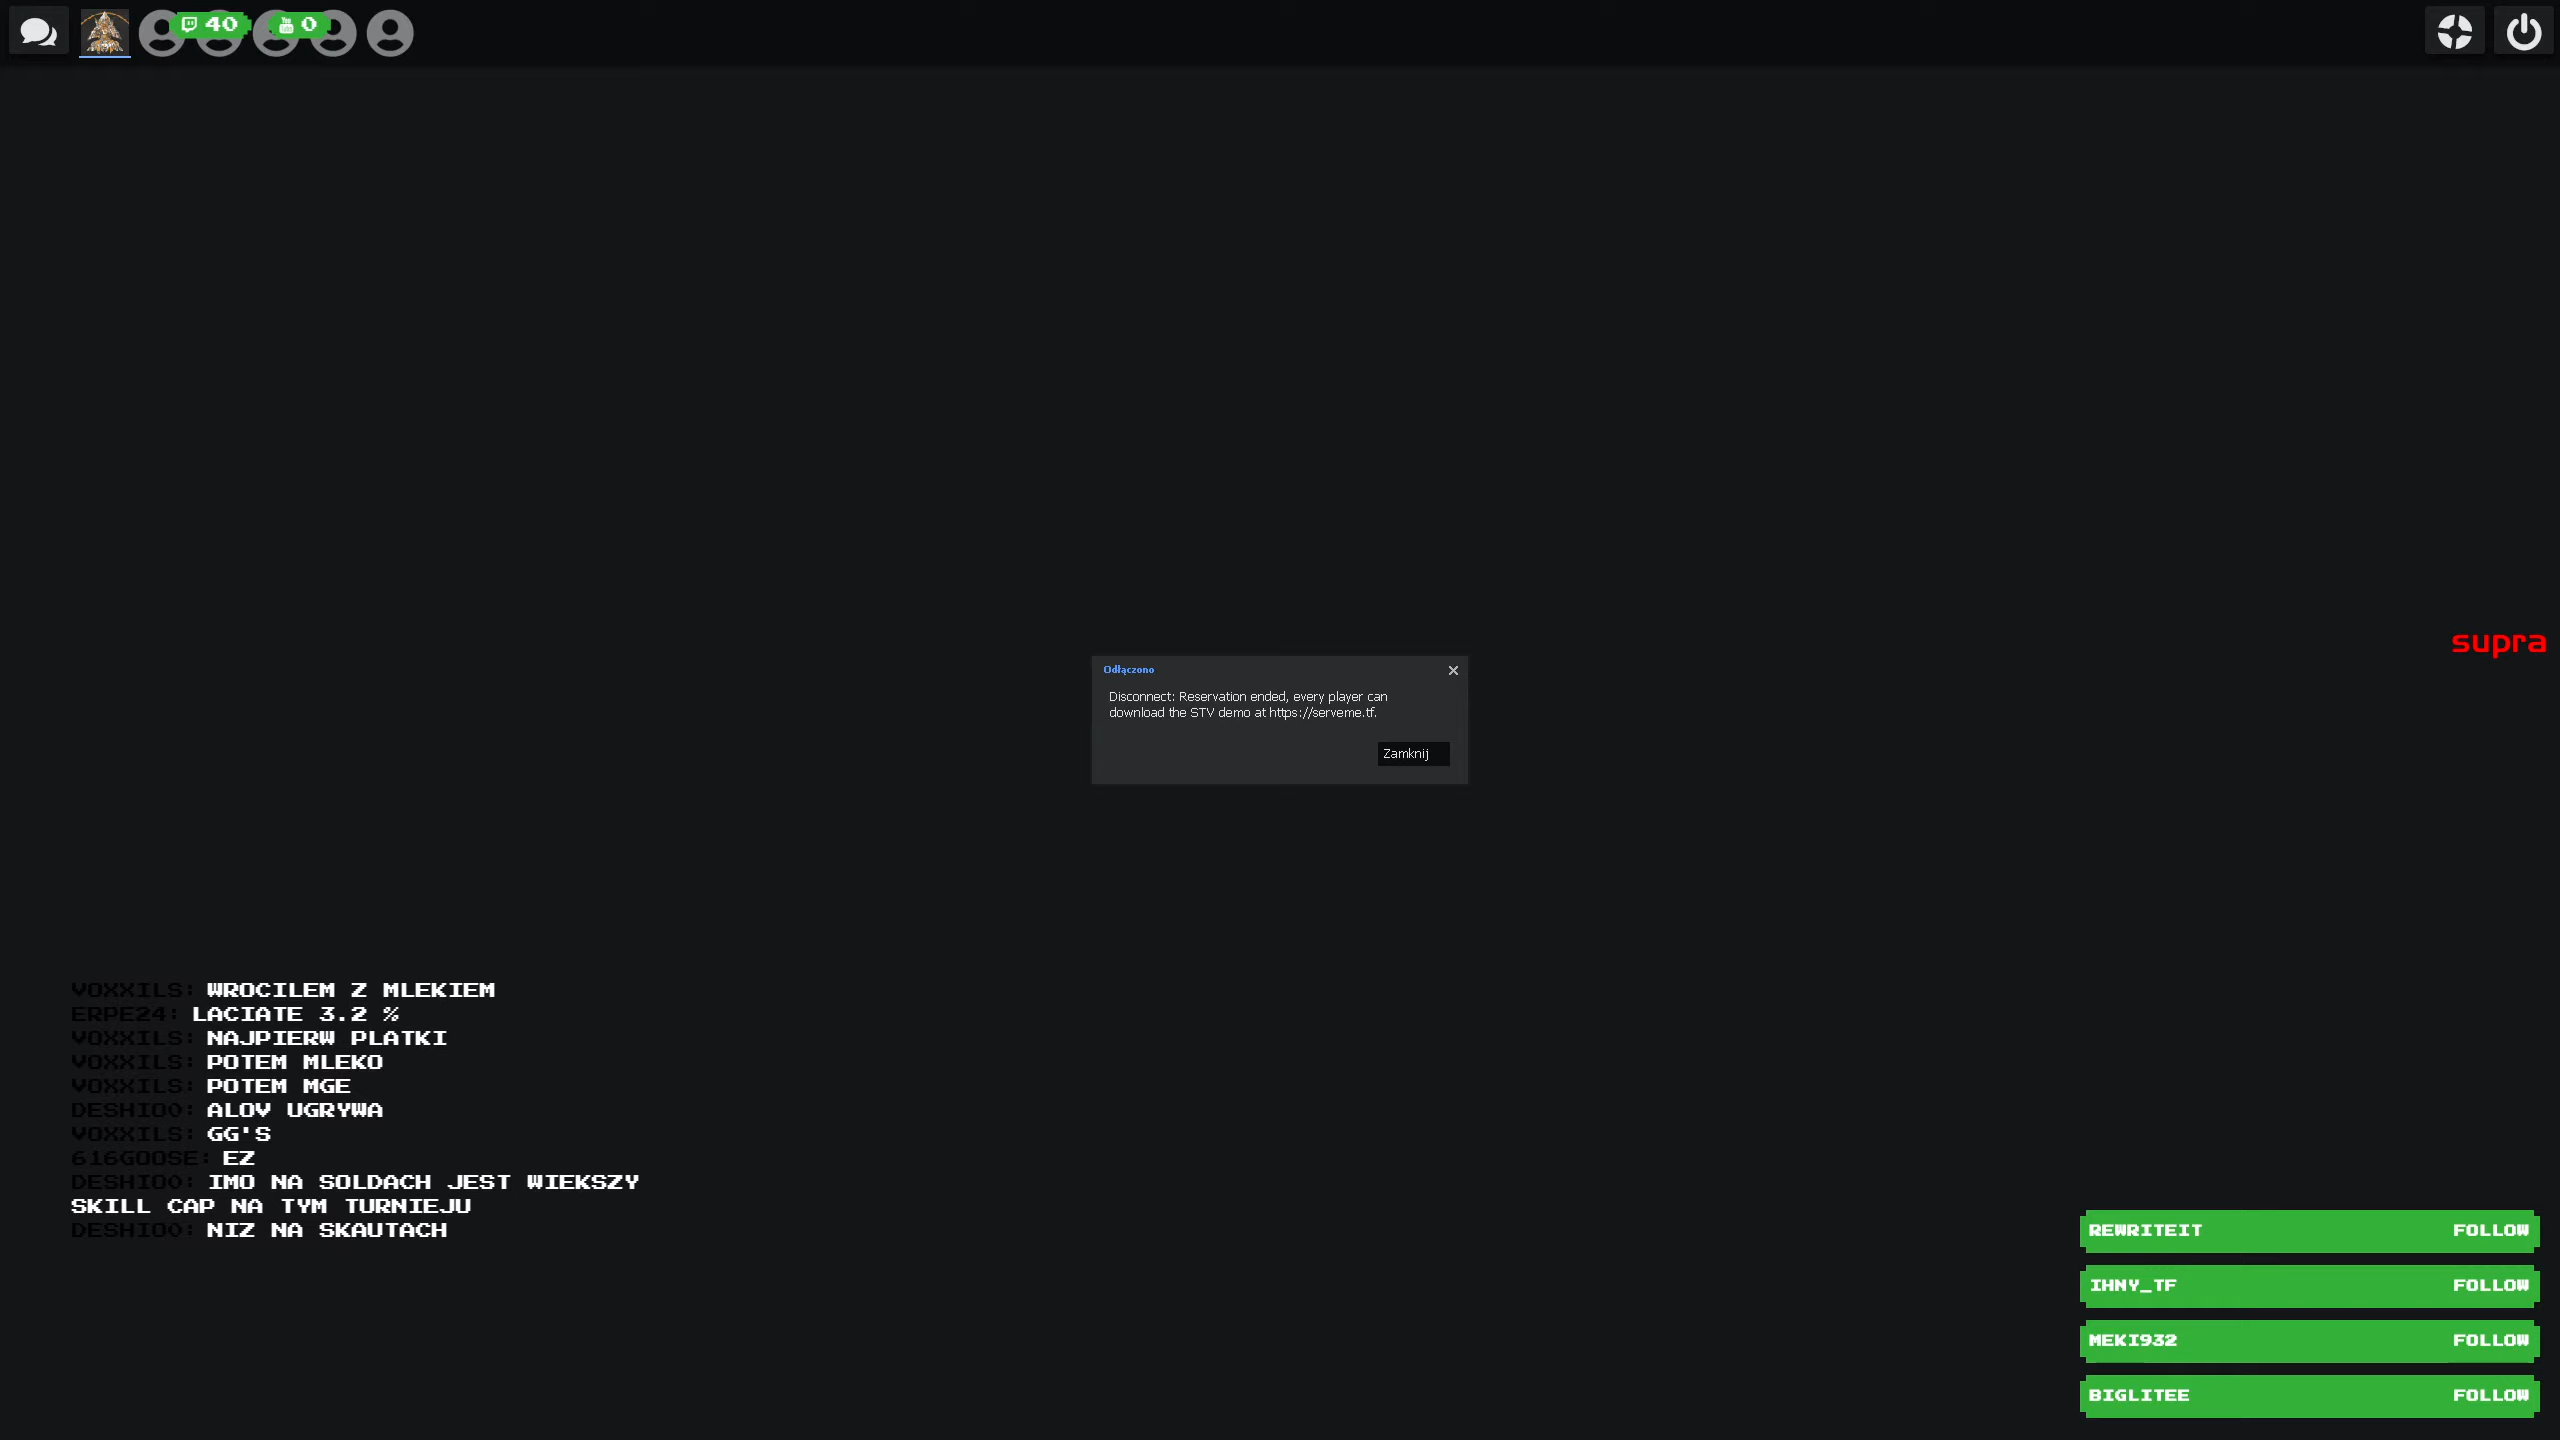 40
You
0
supra
Odłączono
Disconnect: Reservation ended, every player can
download the STV demo at https://serveme.tf.
Zamknij
VOXXILS: WROCILEM Z MLEKIEM
ERPE24: LACIATE 3.2 %
VOXXILS: NAJPIERW PLATKI
VOXXILS: POTEM MLEKO
VOXXILS: POTEM MGE
DESHIOO: ALOV UGRYWA
VOXXILS: GG'S
616GOOSE: EZ
DESHIOO: IMO NA SOLDACH JEST WIEKSZY
SKILL CAP NA TYM TURNIEJU
DESHIOO: NIZ NA SKAUTACH
REWRITEIT FOLLOW
IHNY_TF FOLLOW
MEKI932 FOLLOW
BIGLITEE FOLLOW